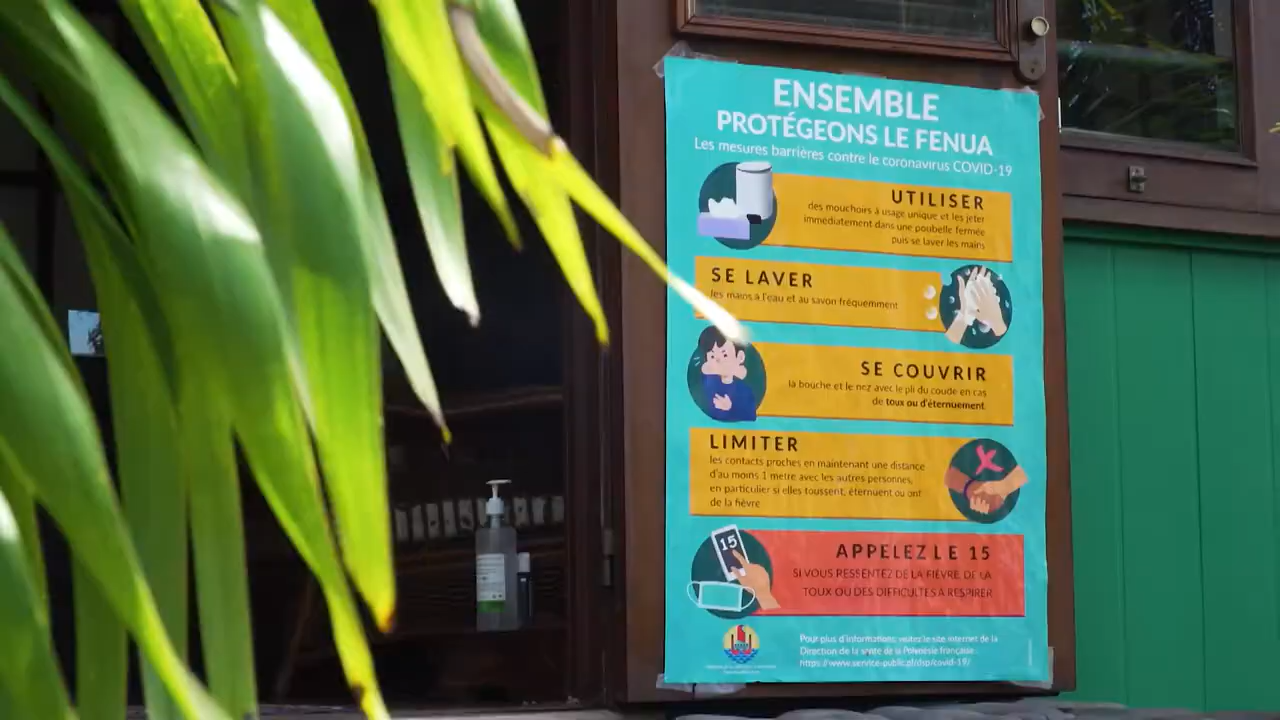 ENSEMBLE
PROTÉGEONS LE FENUA
Les mesures barrières contre le coronavirus COVID-19
UTILISER
des mouchoirs à usage unique et les jeter
immédiatement dans une poubelle fermée
puis se laver les mains
SE LAVER
les mains à l'eau et au savon fréquemment
SE COUVRIR
la bouche et le nez avec le pli du coude en cas
de toux ou d'éternuement
LIMITER
les contacts proches en maintenant une distance
d'au moins 1 metre avec les autres personnes,
en particulier si elles toussent, éternuent ou ont
de la fièvre
15
APPELEZ LE 15
SI VOUS RESSENTEZ DE LA FIÈVRE, DE LA
TOUX OU DES DIFFICULTES À RESPIRER
Pour plus d'informations visitez le site internet de la
Direction de la santé de la Polénésie française
https://www.service-public.pf/dsp/covid-19/